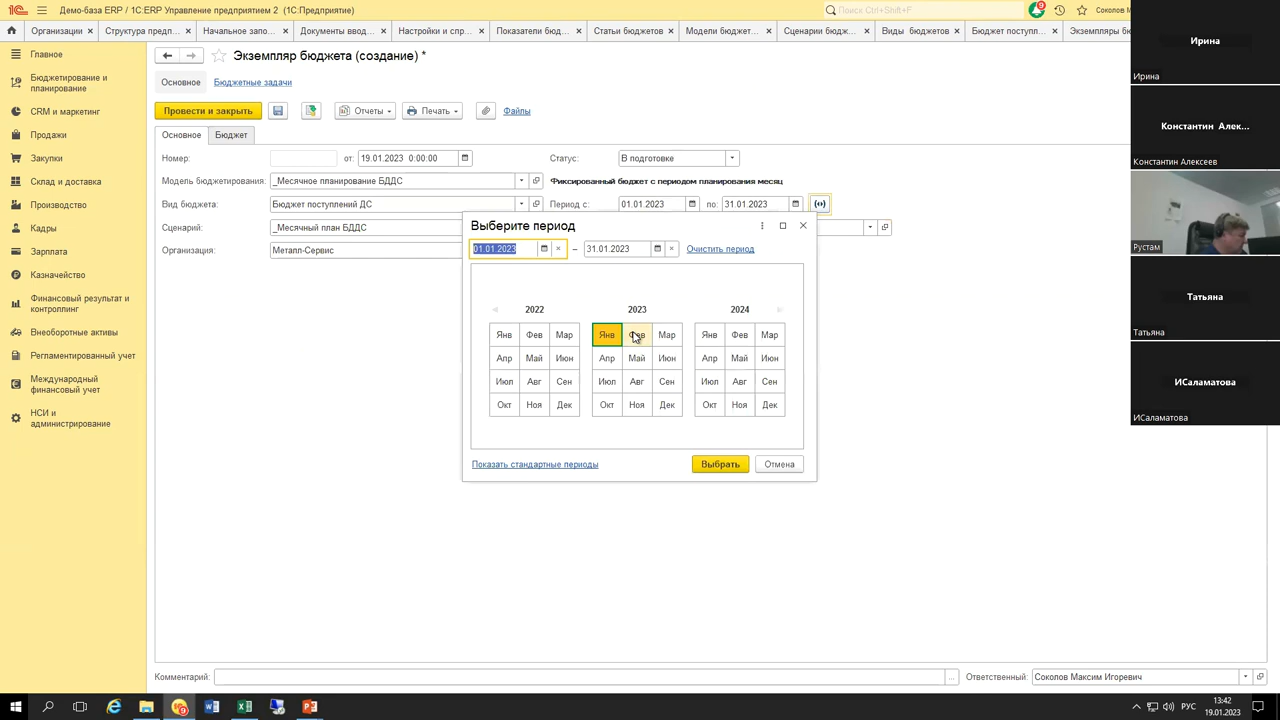 Демо-база ERP / 1С:ERP Управление предприятием 2 (1С:Предприятие)
Поиск Ctrl+Shift+F
9
Соколов М
Организации
Структура предпл...
Начальное запо...
Документы ввод...
Настройки и спр...
Показатели бюд...
Статьи бюджетов
Модели бюджет...
Сценарии бюдж...
Виды бюджетов
Бюджет поступл...
Экземпляры бю
Главное
Бюджетирование и
планирование
CRM и маркетинг
Продажи
Закупки
Склад и доставка
Производство
Кадры
Зарплата
Казначейство
Финансовый результат и
контроллинг
Внеоборотные активы
Регламентированный учет
Международный
финансовый учет
НСИ и
администрирование
Экземпляр бюджета (создание) *
Основное
Бюджетные задачи
Провести и закрыть
Отчеты
Печать
Файлы
Основное
Бюджет
Номер:
от:
19.01.2023 0:00:00
Статус:
В подготовке
Модель бюджетирования:
_Месячное планирование БДДС
Фиксированный бюджет с периодом планирования месяц
Вид бюджета:
Бюджет поступлений ДС
Период с:
01.01.2023
по:
31.01.2023
Сценарий:
_Месячный план БДДС
Организация:
Металл-Сервис
Выберите период
01.01.2023
–
31.01.2023
Очистить период
2022
2023
2024
Янв Фев Мар
Янв Фев Мар
Янв Фев Мар
Апр Май Июн
Апр Май Июн
Апр Май Июн
Июл Авг Сен
Июл Авг Сен
Июл Авг Сен
Окт Ноя Дек
Окт Ноя Дек
Окт Ноя Дек
Показать стандартные периоды
Выбрать
Отмена
Комментарий:
Ответственный:
Соколов Максим Игоревич
Ирина
Ирина
Константин Алек...
Константин Алексеев
Рустам
Татьяна
Татьяна
ИСаламатова
ИСаламатова
РУС
13:42
19.01.2023